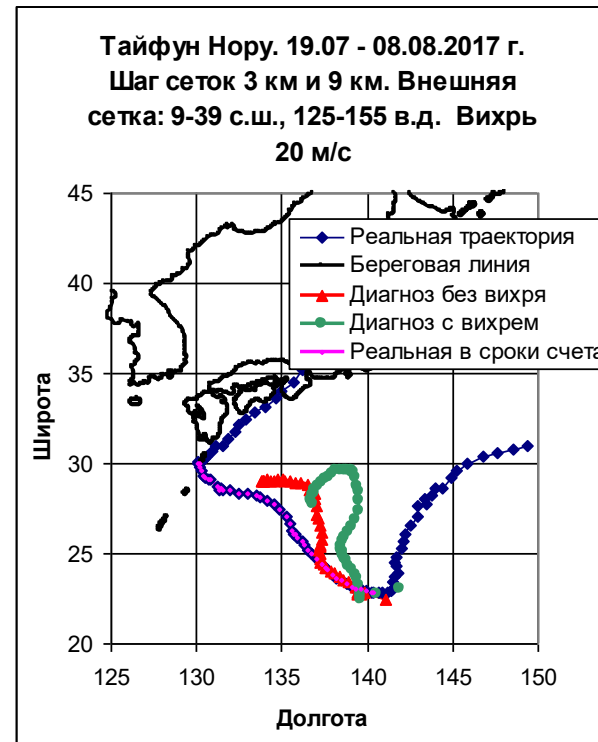 Тайфун Нору. 19.07 - 08.08.2017 г.
Шаг сеток 3 км и 9 км. Внешняя
сетка: 9-39 с.ш., 125-155 в.д. Вихрь
20 м/с
45
40
35
30
25
20
Широта
Реальная траектория
Береговая линия
Диагноз без вихря
Диагноз с вихрем
Реальная в сроки счета
125 130 135 140 145 150
Долгота